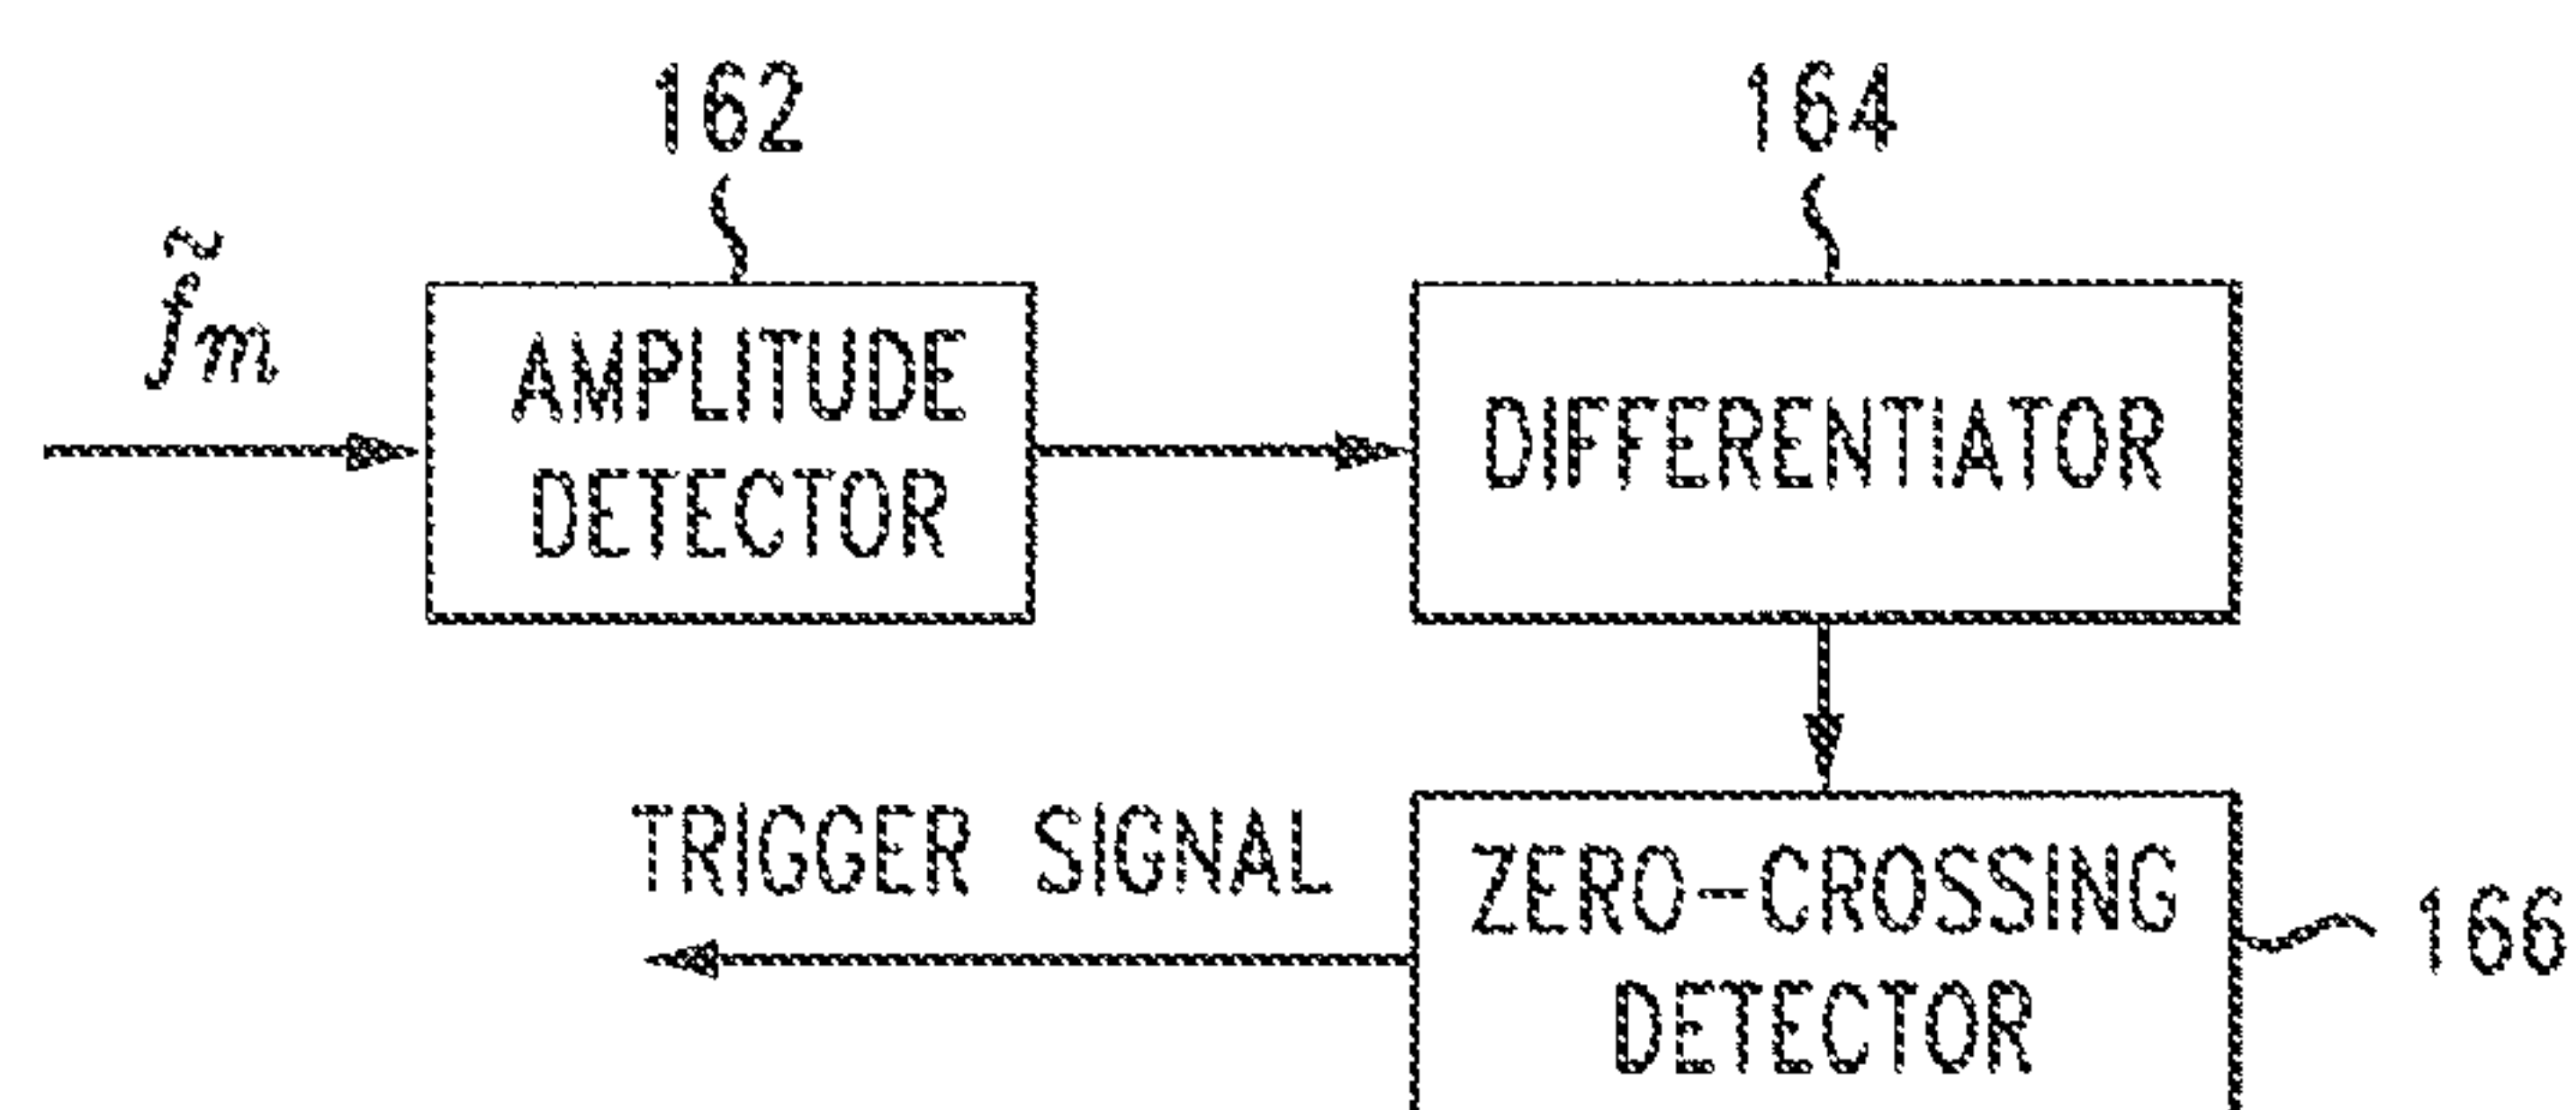 162
164
f̃m
AMPLITUDE
DETECTOR
DIFFERENTIATOR
TRIGGER SIGNAL
ZERO-CROSSING
DETECTOR
166